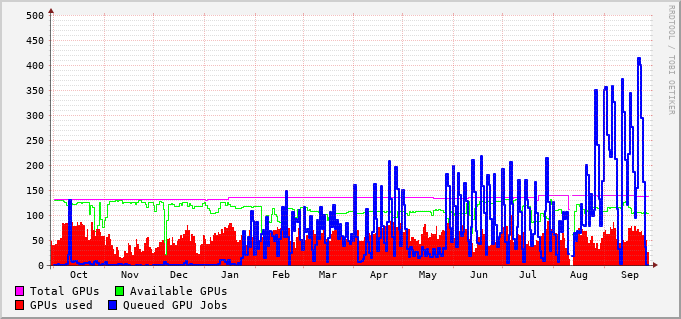 500
450
400
350
300
250
200
150
100
50
0
Oct Nov Dec Jan Feb Mar Apr May Jun Jul Aug Sep
Total GPUs Available GPUs
GPUs used Queued GPU Jobs
RRDTOOL / TOBI OETIKER